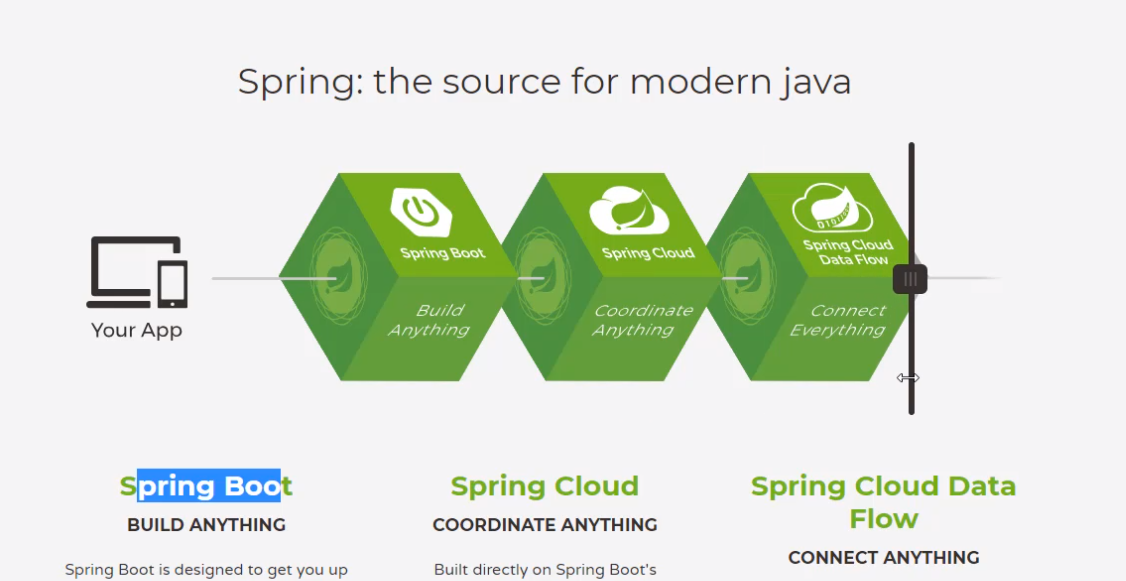 Spring: the source for modern java
Spring Boot
Spring Cloud
Spring Cloud
Data Flow
Build
Anything
Coordinate
Anything
Connect
Everything
Your App
Spring Boot
BUILD ANYTHING
Spring Boot is designed to get you up
Spring Cloud
COORDINATE ANYTHING
Built directly on Spring Boot's
Spring Cloud Data
Flow
CONNECT ANYTHING